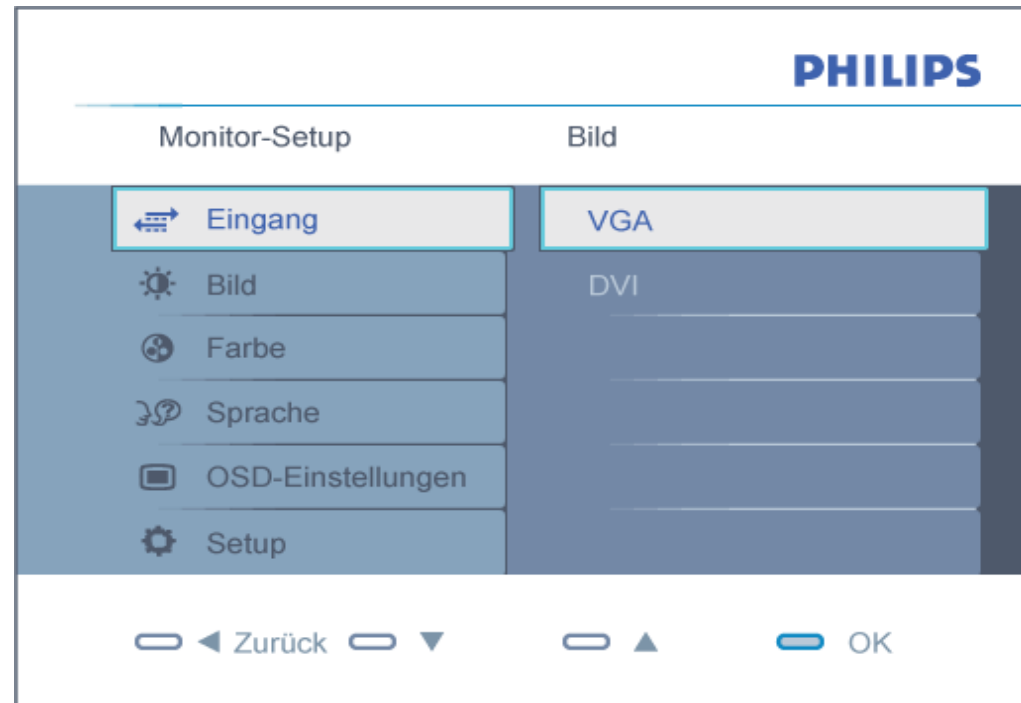 PHILIPS
Monitor-Setup Bild
Eingang VGA
Bild DVI
Farbe
Sprache
OSD-Einstellungen
Setup
Zurück OK